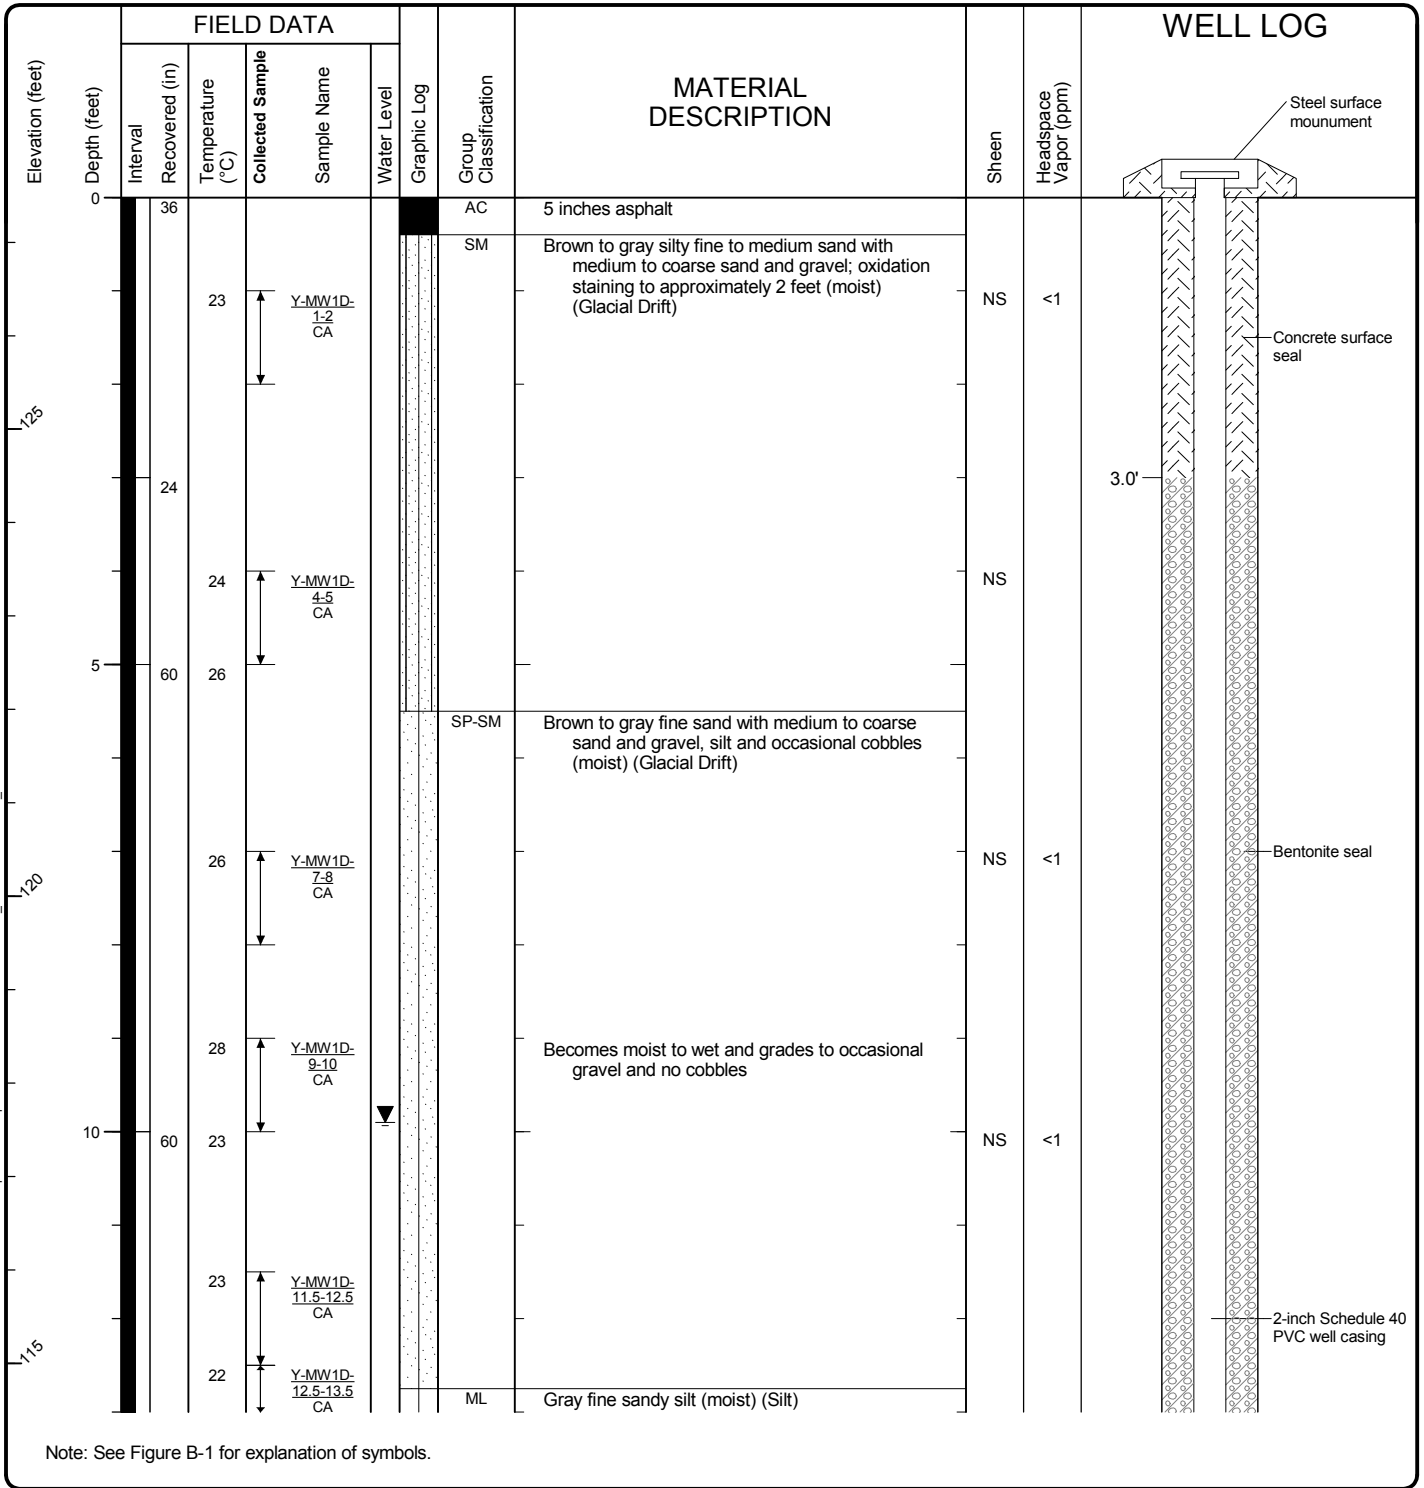 FIELD DATA
WELL LOG
Elevation (feet)
Depth (feet)
Interval
Recovered (in)
Temperature
(°C)
Collected Sample
Sample Name
Water Level
Graphic Log
Group
Classification
MATERIAL
DESCRIPTION
Sheen
Headspace
Vapor (ppm)
Steel surface
mounument
0
36
AC
5 inches asphalt
SM
Brown to gray silty fine to medium sand with
medium to coarse sand and gravel; oxidation
staining to approximately 2 feet (moist)
(Glacial Drift)
23
Y-MW1D-
1-2
CA
NS
<1
Concrete surface
seal
125
24
3.0'
24
Y-MW1D-
4-5
CA
NS
5
60
26
SP-SM
Brown to gray fine sand with medium to coarse
sand and gravel, silt and occasional cobbles
(moist) (Glacial Drift)
26
Y-MW1D-
7-8
CA
NS
<1
Bentonite seal
120
28
Y-MW1D-
9-10
CA
Becomes moist to wet and grades to occasional
gravel and no cobbles
10
60
23
NS
<1
23
Y-MW1D-
11.5-12.5
CA
2-inch Schedule 40
PVC well casing
115
22
Y-MW1D-
12.5-13.5
CA
ML
Gray fine sandy silt (moist) (Silt)
Note: See Figure B-1 for explanation of symbols.